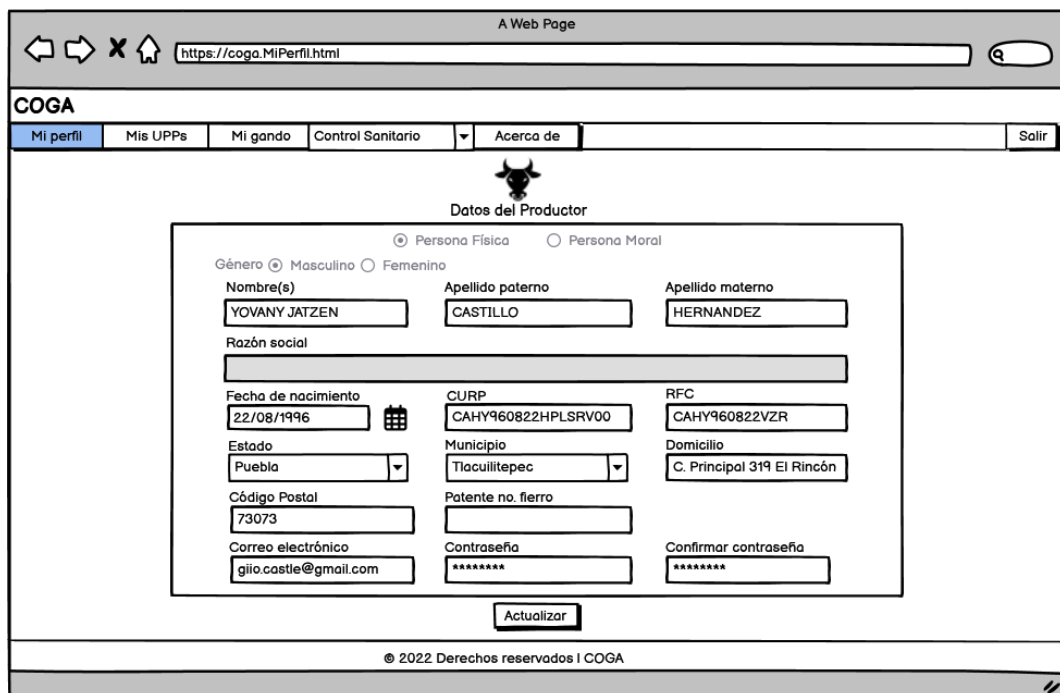 A Web Page
https://coga.MiPerfil.html
COGA
Mi perfil Mis UPPs Mi gando Control Sanitario Acerca de Salir
Datos del Productor
Persona Física Persona Moral
Género Masculino Femenino
Nombre(s) Apellido paterno Apellido materno
YOVANY JATZEN CASTILLO HERNANDEZ
Razón social
Fecha de nacimiento CURP RFC
22/08/1996 CAHY960822HPLSRV00 CAHY960822VZR
Estado Municipio Domicilio
Puebla Tlacuilitepec C. Principal 319 El Rincón
Código Postal Patente no. fierro
73073
Correo electrónico Contraseña Confirmar contraseña
giio.castle@gmail.com ******** ********
Actualizar
© 2022 Derechos reservados | COGA